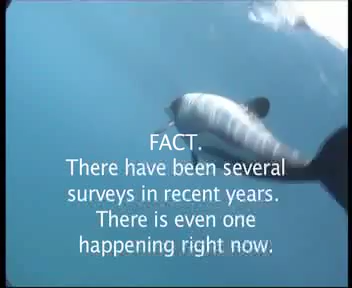 FACT.
There have been several
surveys in recent years.
There is even one
happening right now.